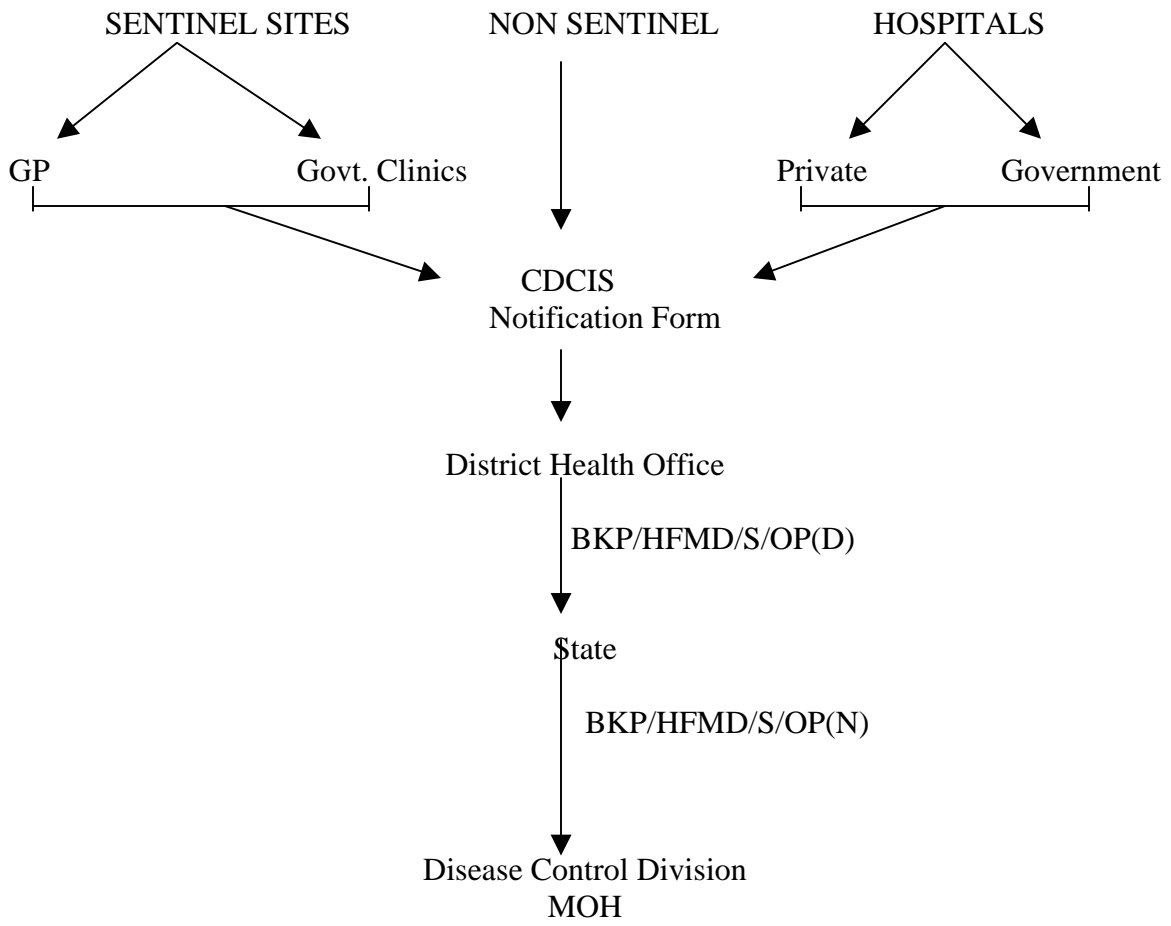 SENTINEL SITES NON SENTINEL HOSPITALS
GP Govt. Clinics Private Government
CDCIS
Notification Form
District Health Office
BKP/HFMD/S/OP(D)
State
BKP/HFMD/S/OP(N)
Disease Control Division
MOH